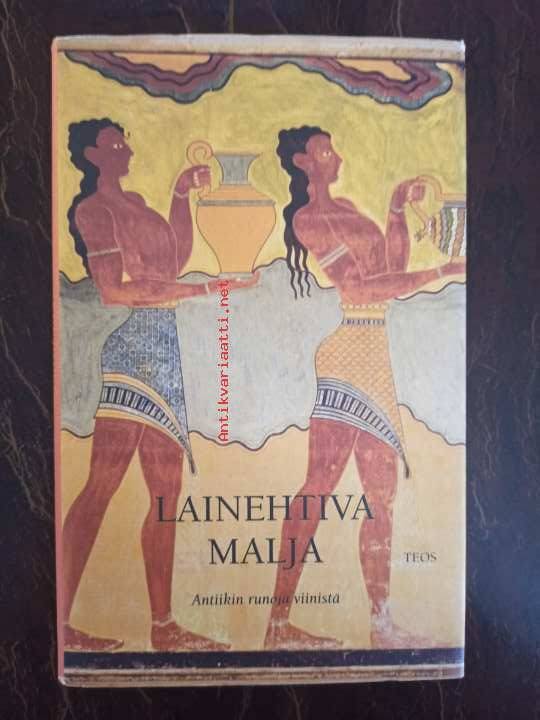 Antikvariaatti.net
LAINEHTIVA
MALJA
TEOS
Antiikin runoja viinistä